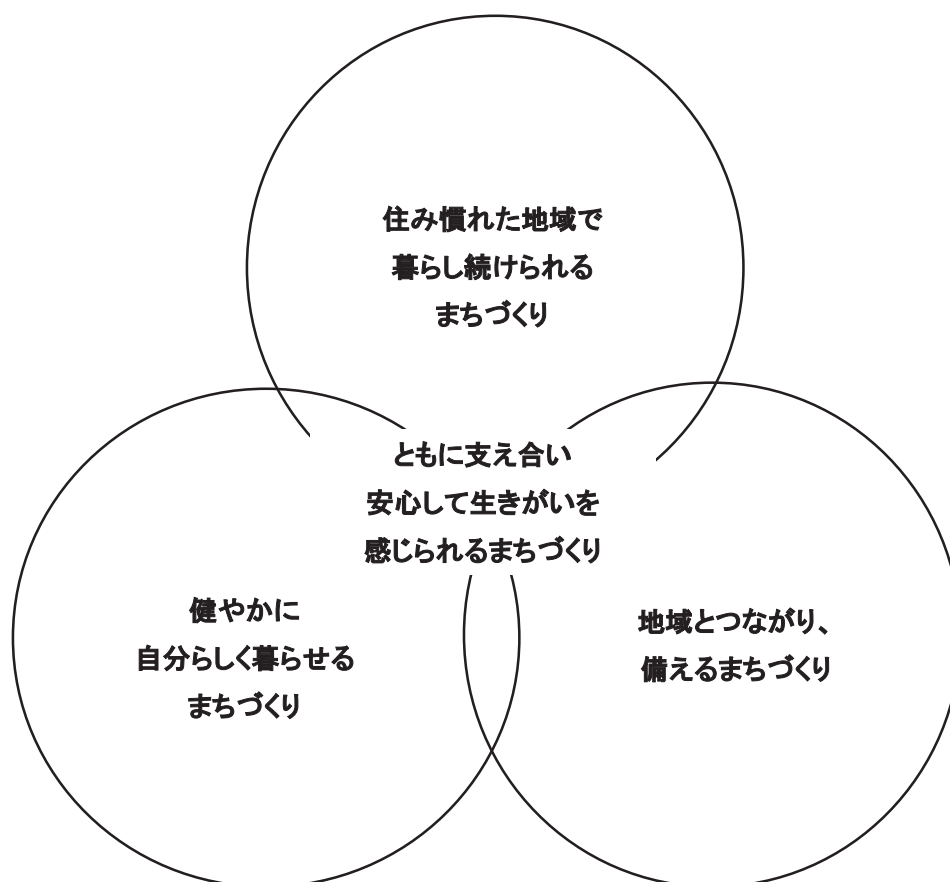 住み慣れた地域で
暮らし続けられる
まちづくり
ともに支え合い
安心して生きがいを
感じられるまちづくり
健やかに
自分らしく暮らせる
まちづくり
地域とつながり、
備えるまちづくり